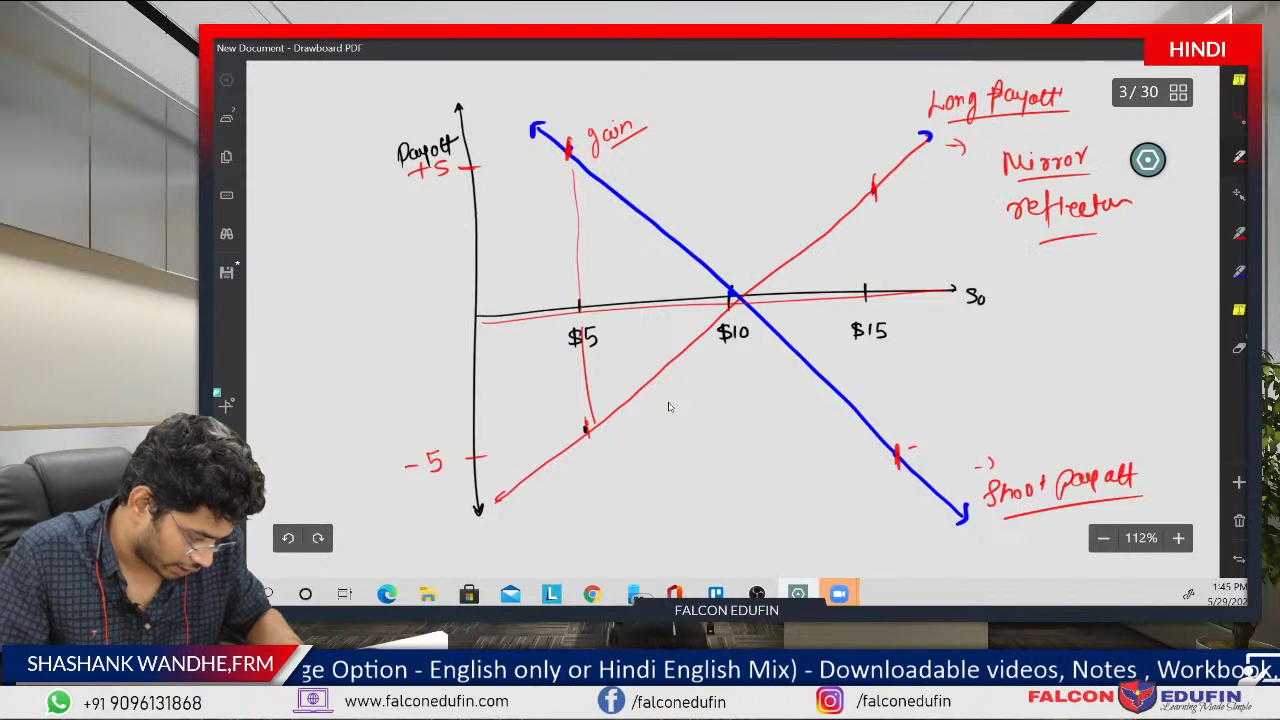 HINDI
New Document - Drawboard PDF
3 / 30
Long Payoff
Payoff
gain
+5
Mirror
reflection
So
$5
$10
$15
-5
Short payoff
112%
1:45 PM
FALCON EDUFIN
SHASHANK WANDHE,FRM
ge Option - English only or Hindi English Mix) - Downloadable videos, Notes , Workbook,
+91 9096131868
www.falconedufin.com
/falconedufin
/falconedufin
FALCON EDUFIN
Learning Made Simple